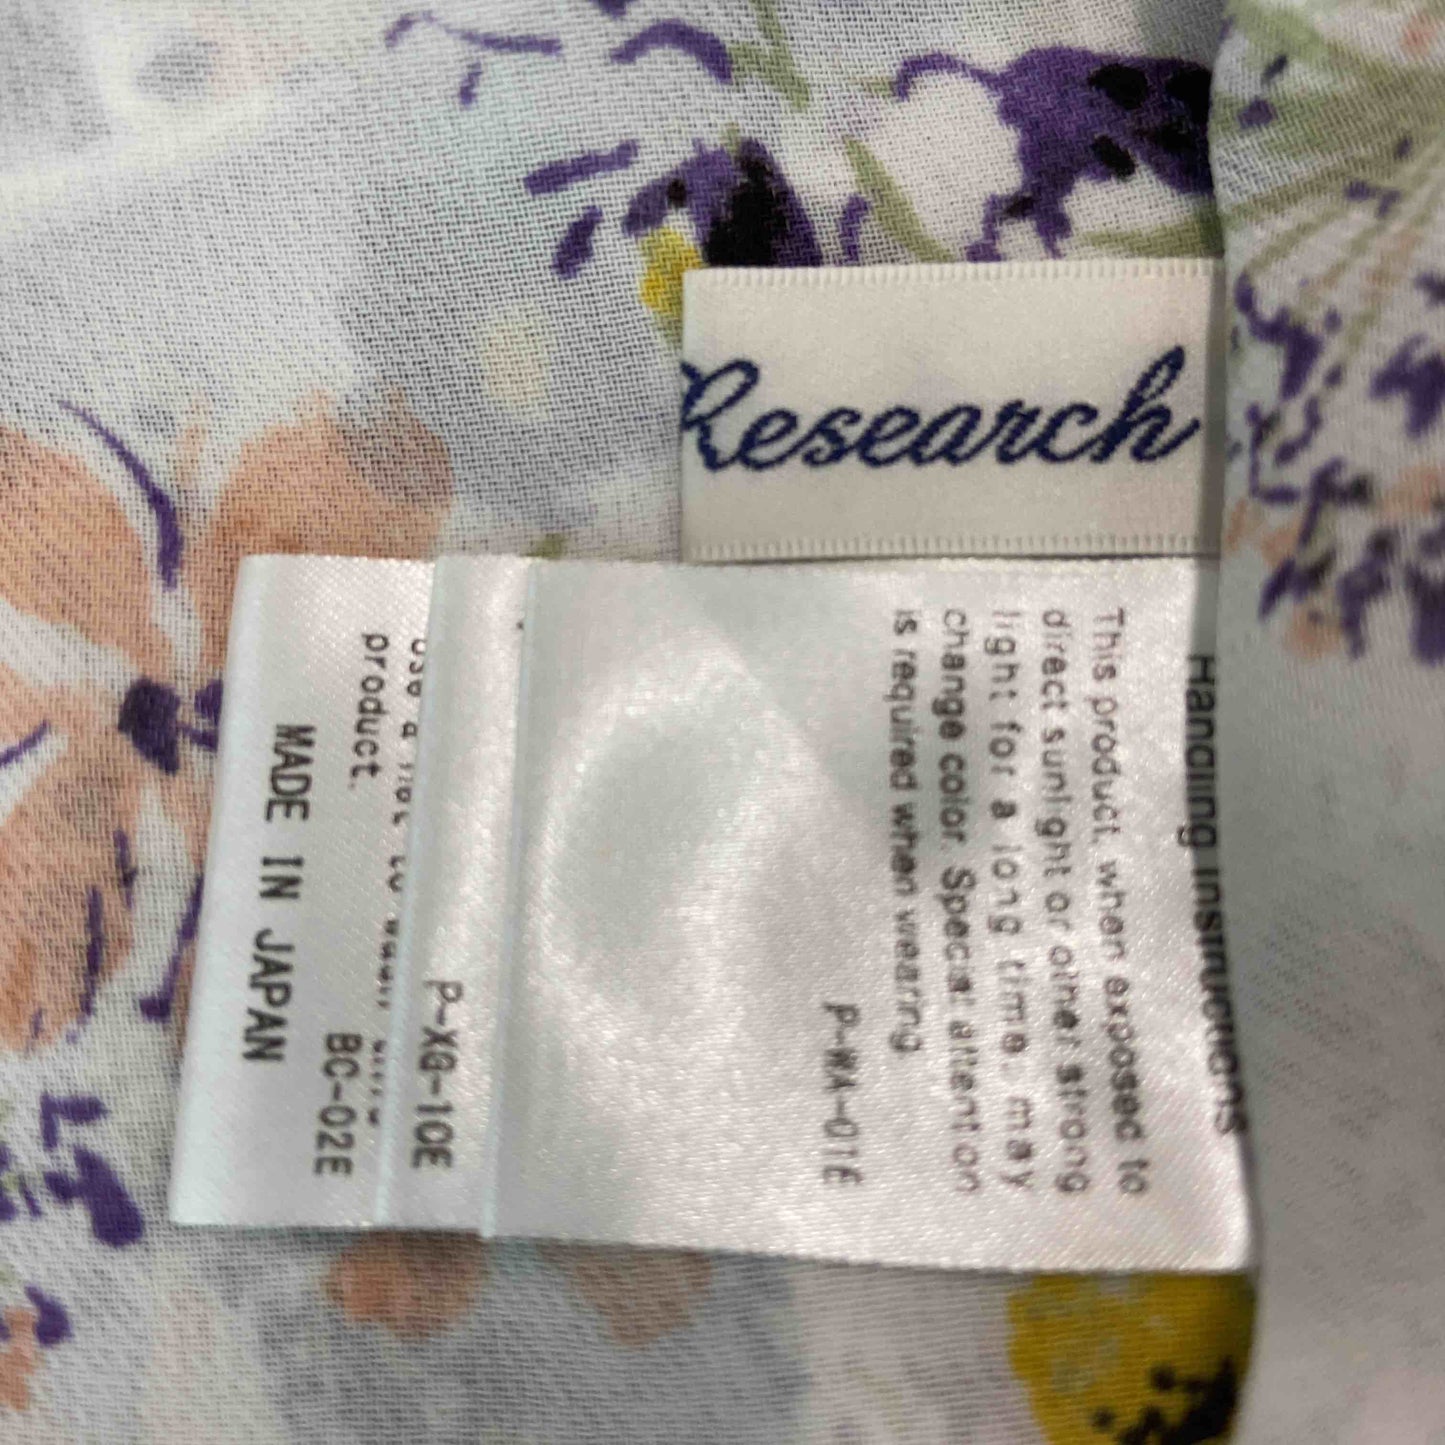 Research
Handling Instructions
This product, when exposed to
direct sunlight or other strong
light for a long time, may
change color. Special attention
is required when wearing
P-WA-01E
P-XG-10E
product.
BC-02E
MADE IN JAPAN